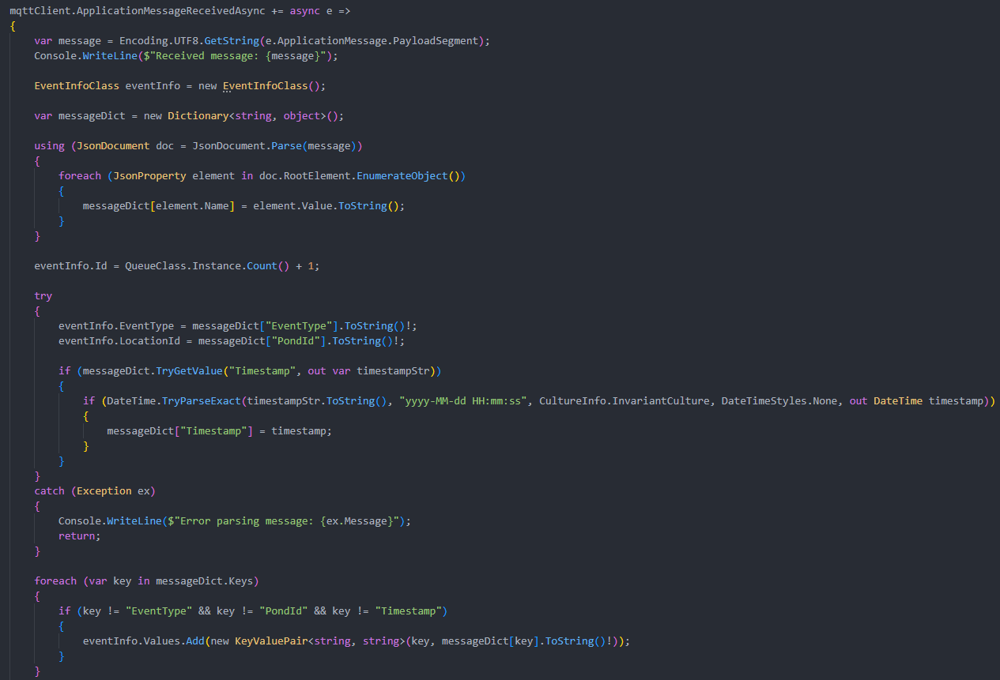 mqttClient.ApplicationMessageReceivedAsync += async e =>
{
    var message = Encoding.UTF8.GetString(e.ApplicationMessage.PayloadSegment);
    Console.WriteLine($"Received message: {message}");

    EventInfoClass eventInfo = new EventInfoClass();

    var messageDict = new Dictionary<string, object>();

    using (JsonDocument doc = JsonDocument.Parse(message))
    {
        foreach (JsonProperty element in doc.RootElement.EnumerateObject())
        {
            messageDict[element.Name] = element.Value.ToString();
        }
    }

    eventInfo.Id = QueueClass.Instance.Count() + 1;

    try
    {
        eventInfo.EventType = messageDict["EventType"].ToString()!;
        eventInfo.LocationId = messageDict["PondId"].ToString()!;

        if (messageDict.TryGetValue("Timestamp", out var timestampStr))
        {
            if (DateTime.TryParseExact(timestampStr.ToString(), "yyyy-MM-dd HH:mm:ss", CultureInfo.InvariantCulture, DateTimeStyles.None, out DateTime timestamp))
            {
                messageDict["Timestamp"] = timestamp;
            }
        }
    }
    catch (Exception ex)
    {
        Console.WriteLine($"Error parsing message: {ex.Message}");
        return;
    }

    foreach (var key in messageDict.Keys)
    {
        if (key != "EventType" && key != "PondId" && key != "Timestamp")
        {
            eventInfo.Values.Add(new KeyValuePair<string, string>(key, messageDict[key].ToString()!));
        }
    }